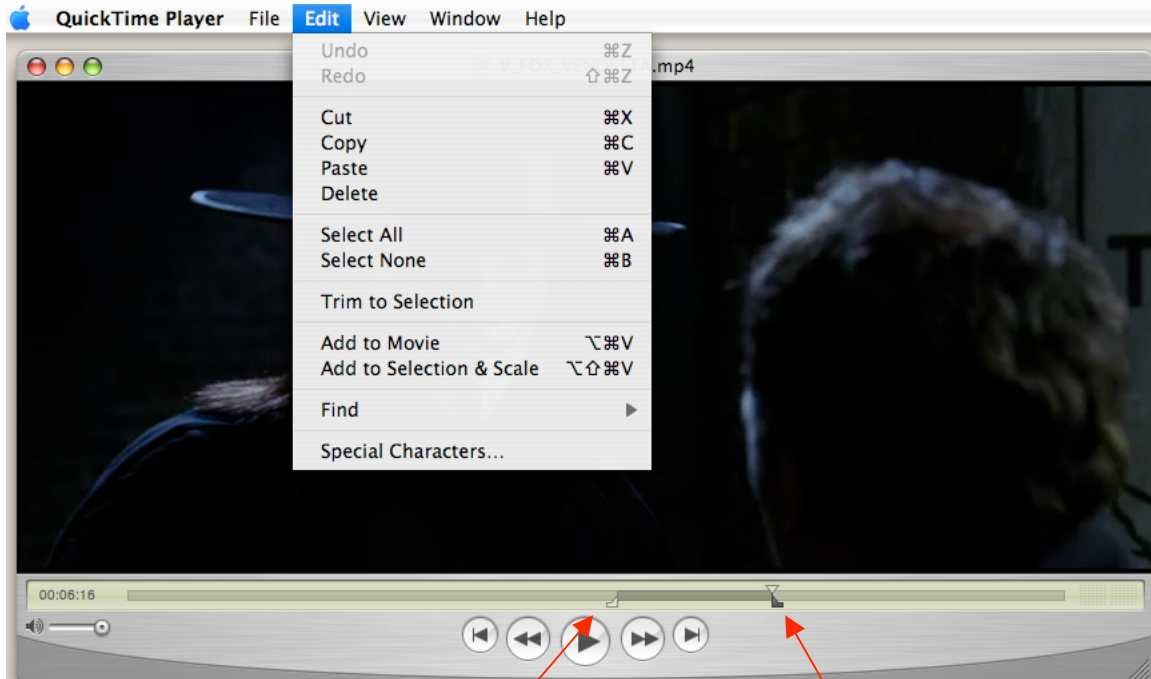 QuickTime Player File Edit View Window Help
V_FOR_VENDETTA.mp4
Undo ⌘Z
Redo ⇧⌘Z
Cut ⌘X
Copy ⌘C
Paste ⌘V
Delete
Select All ⌘A
Select None ⌘B
Trim to Selection
Add to Movie ⌥⌘V
Add to Selection & Scale ⌥⇧⌘V
Find
Special Characters...
00:06:16